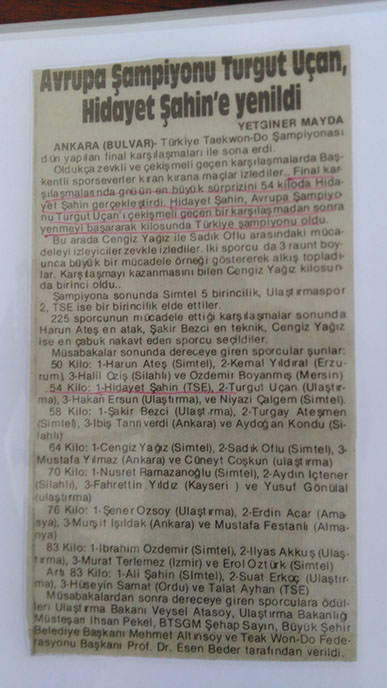 Avrupa Şampiyonu Turgut Uçan,
Hidayet Şahin'e yenildi
YETGİNER MAYDA
ANKARA (BULVAR)- Türkiye Taekwon-Do Şampiyonası
dün yapılan final karşılaşmaları ile sona erdi.
Oldukça zevkli ve çekişmeli geçen karşılaşmalarda Baş-
kentli sporseverler kıran kırana maçlar izlediler.. Final kar-
şılaşmalarında gnüün en büyük sürprizini 54 kiloda Hida-
yet Şahin gerçekleştirdi. Hidayet Şahin, Avrupa Şampiyo-
nu Turgut Uçan'ı çekişmeli geçen bir karşılaşmadan sonra
yenmeyi başararak kilosunda Türkiye şampiyonu oldu.
Bu arada Cengiz Yağız ile Sadık Oflu arasındaki müca-
deleyi izleyiciler zevkle izlediler. İki sporcu da 3 raunt boy-
unca büyük bir mücadele örneği göstererek alkış topladı-
lar. Karşılaşmayı kazanmasını bilen Cengiz Yağız kilosun-
da birinci oldu..
Şampiyona sonunda Simtel 5 birincilik, Ulaştırmaspor
2, TSE ise bir birincilik elde ettiler.
225 sporcunun mücadele ettiği karşılaşmalar sonunda
Harun Ateş en atak, Şakir Bezci en teknik, Cengiz Yağız
ise en çabuk nakavt eden sporcu seçildiler.
Müsabakalar sonunda dereceye giren sporcular şunlar:
50 Kilo: 1-Harun Ateş (Simtel), 2-Kemal Yıldıral (Erzu-
rum), 3-Halil Oziş (Silahlı) ve Ozdemir Boyanmış (Mersin)
54 Kilo: 1-Hidayet Şahin (TSE), 2-Turgut Uçan (Ulaştır-
ma), 3-Hakan Ersun (Ulaştırma), ve Niyazi Çalgem (Simtel).
58 Kilo: 1-Şakir Bezci (Ulaştırma), 2-Turgay Ateşmen
(Simtel), 3-İbiş Tanrıverdi (Ankara) ve Aydoğan Kondu (Si-
lahlı)
64 Kilo: 1-Cengiz Yağız (Simtel), 2-Sadık Oflu (Simtel), 3-
Mustafa Yılmaz (Ankara) ve Cüneyt Coşkun (ulaştırma)
70 Kilo: 1-Nusret Ramazanoğlu (Simtel), 2-Aydın İçtener
(Silahlı), 3-Fahrettin Yıldız (Kayseri ) ve Yusuf Gönülal
(ulaştırma)
76 Kilo: 1-Şener Ozsoy (Ulaştırma), 2-Erdin Acar (Ama-
sya), 3-Murşit Işıldak (Ankara) ve Mustafa Festanlı (Alma-
nya)
83 Kilo: 1-İbrahim Ozdemir (Simtel), 2-İlyas Akkuş (Ulaş-
tırma), 3-Murat Terlemez (İzmir) ve Erol Oztürk (Simtel)
Artı 83 Kilo: 1-Ali Şahin (Simtel), 2-Suat Erkoç (Ulaştır-
ma), 3-Hüseyin Samat (Ordu) ve Talat Ayhan (TSE)
Müsabakalardan sonra dereceye giren sporculara ödül-
leri Ulaştırma Bakanı Veysel Atasoy, Ulaştırma Bakanlığı
Müsteşarı İhsan Pekel, BTSGM Şehap Sayın, Büyük Şehir
Belediye Başkanı Mehmet Altınsoy ve Teak Won-Do Fede-
rasyonu Başkanı Prof. Dr. Esen Beder tarafından verildi.